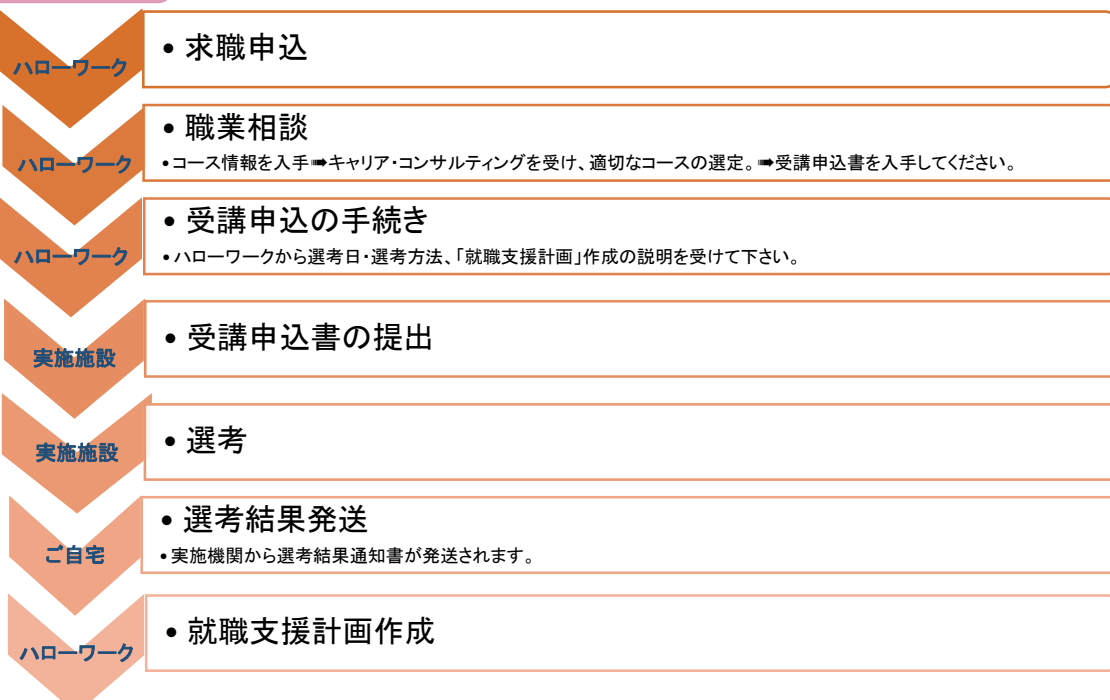 ハローワーク
• 求職申込
ハローワーク
• 職業相談
• コース情報を入手➡キャリア・コンサルティングを受け、適切なコースの選定。➡受講申込書を入手してください。
ハローワーク
• 受講申込の手続き
• ハローワークから選考日・選考方法、「就職支援計画」作成の説明を受けて下さい。
実施施設
• 受講申込書の提出
実施施設
• 選考
ご自宅
• 選考結果発送
• 実施機関から選考結果通知書が発送されます。
ハローワーク
• 就職支援計画作成